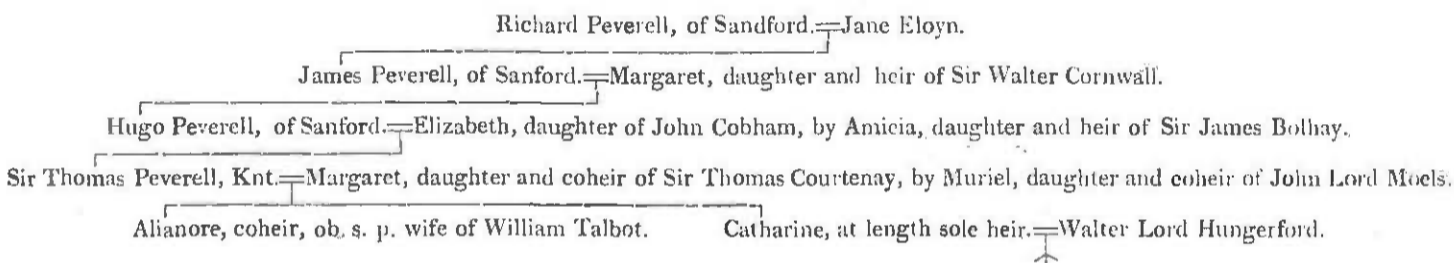 Richard Peverell, of Sandford.=Jane Eloyn.
James Peverell, of Sanford.=Margaret, daughter and heir of Sir Walter Cornwall.
Hugo Peverell, of Sanford.=Elizabeth, daughter of John Cobham, by Amicia, daughter and heir of Sir James Bolhay.
Sir Thomas Peverell, Knt.=Margaret, daughter and coheir of Sir Thomas Courtenay, by Muriel, daughter and coheir of John Lord Moels.
Alianore, coheir, ob. s. p. wife of William Talbot. Catharine, at length sole heir.=Walter Lord Hungerford.